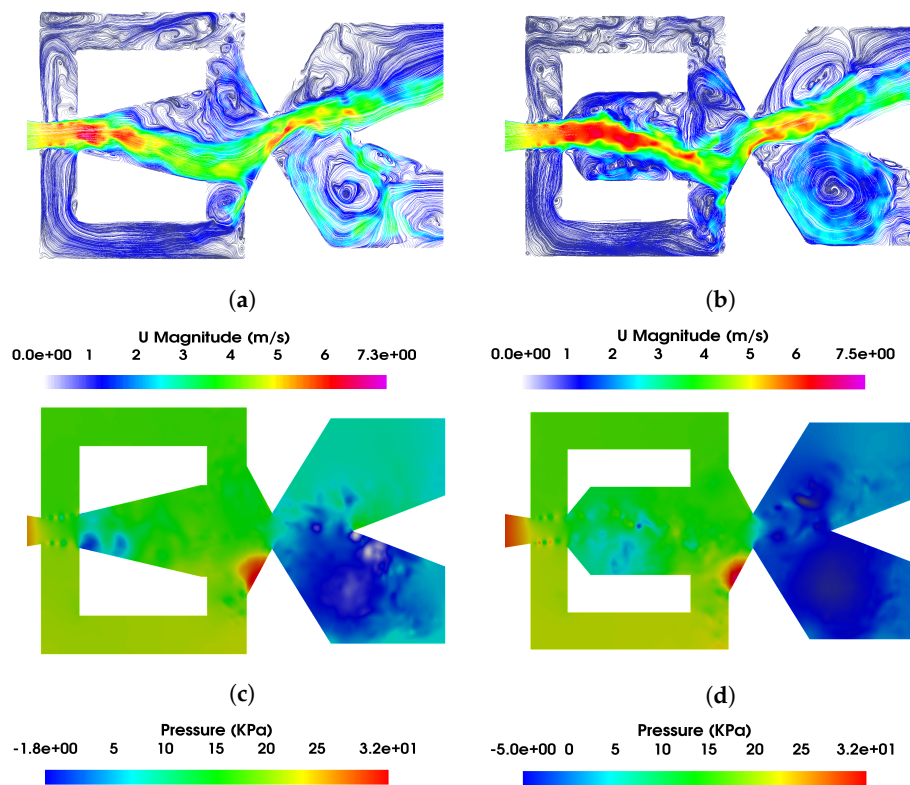 (a) (b)
U Magnitude (m/s) U Magnitude (m/s)
0.0e+00 1 2 3 4 5 6 7.3e+00 0.0e+00 1 2 3 4 5 6 7.5e+00
(c) (d)
Pressure (KPa) Pressure (KPa)
-1.8e+00 5 10 15 20 25 3.2e+01 -5.0e+00 0 5 10 15 20 25 3.2e+01